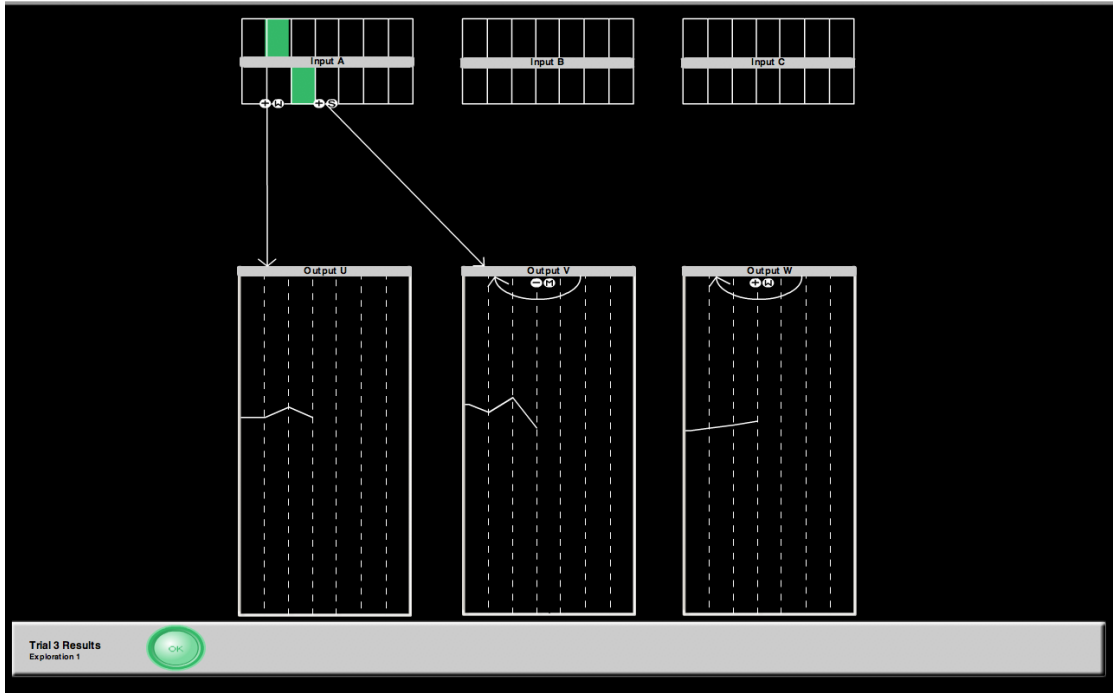 Input A
Input B
Input C
+ W
+ S
Output U
Output V
Output W
− M
+ W
Trial 3 Results
Exploration 1
OK